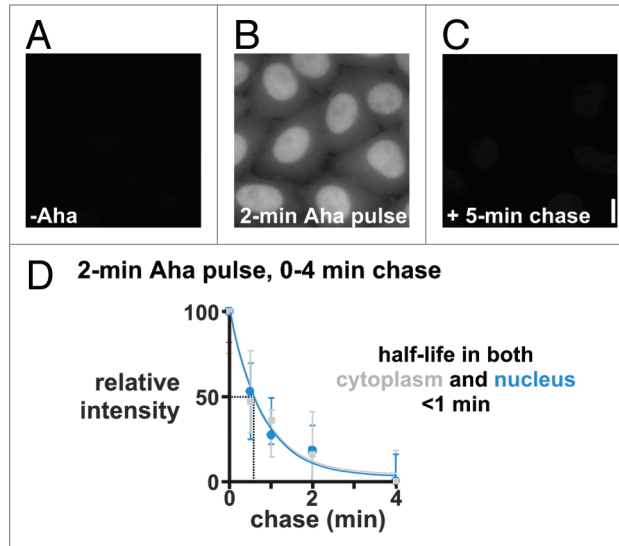 A
B
C
-Aha
2-min Aha pulse
+ 5-min chase
D 2-min Aha pulse, 0-4 min chase
relative
intensity
100
50
0
0
2
4
chase (min)
half-life in both
cytoplasm and nucleus
<1 min